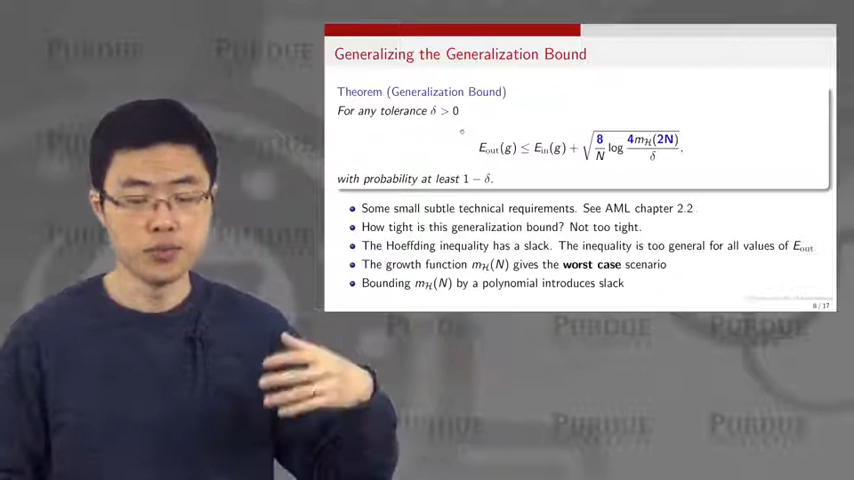 PURDUE PURDUE
Generalizing the Generalization Bound
Theorem (Generalization Bound)
For any tolerance δ > 0
E_out(g) ≤ E_in(g) + √(8/N log 4m_ℋ(2N)/δ),
with probability at least 1 − δ.
• Some small subtle technical requirements. See AML chapter 2.2
• How tight is this generalization bound? Not too tight.
• The Hoeffding inequality has a slack. The inequality is too general for all values of E_out.
• The growth function m_ℋ(N) gives the worst case scenario
• Bounding m_ℋ(N) by a polynomial introduces slack
8 / 17
PURDUE PURDUE PURDUE
PURDUE PURDUE